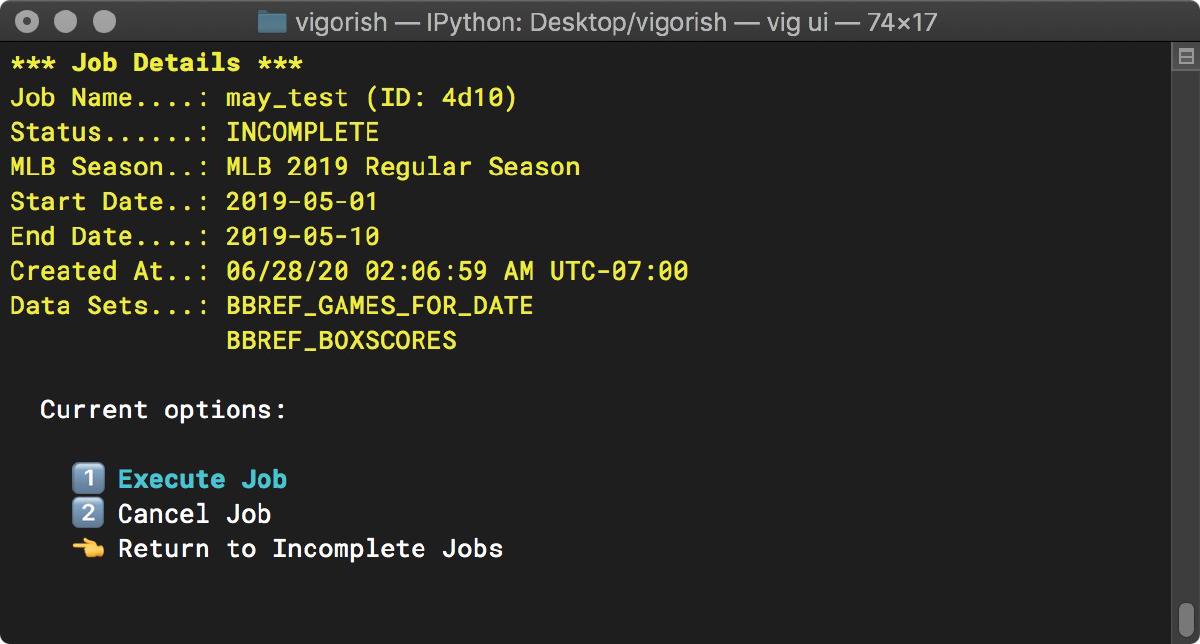 vigorish — IPython: Desktop/vigorish — vig ui — 74×17
*** Job Details ***
Job Name....: may_test (ID: 4d10)
Status......: INCOMPLETE
MLB Season..: MLB 2019 Regular Season
Start Date..: 2019-05-01
End Date....: 2019-05-10
Created At..: 06/28/20 02:06:59 AM UTC-07:00
Data Sets...: BBREF_GAMES_FOR_DATE
BBREF_BOXSCORES
Current options:
1 Execute Job
2 Cancel Job
Return to Incomplete Jobs